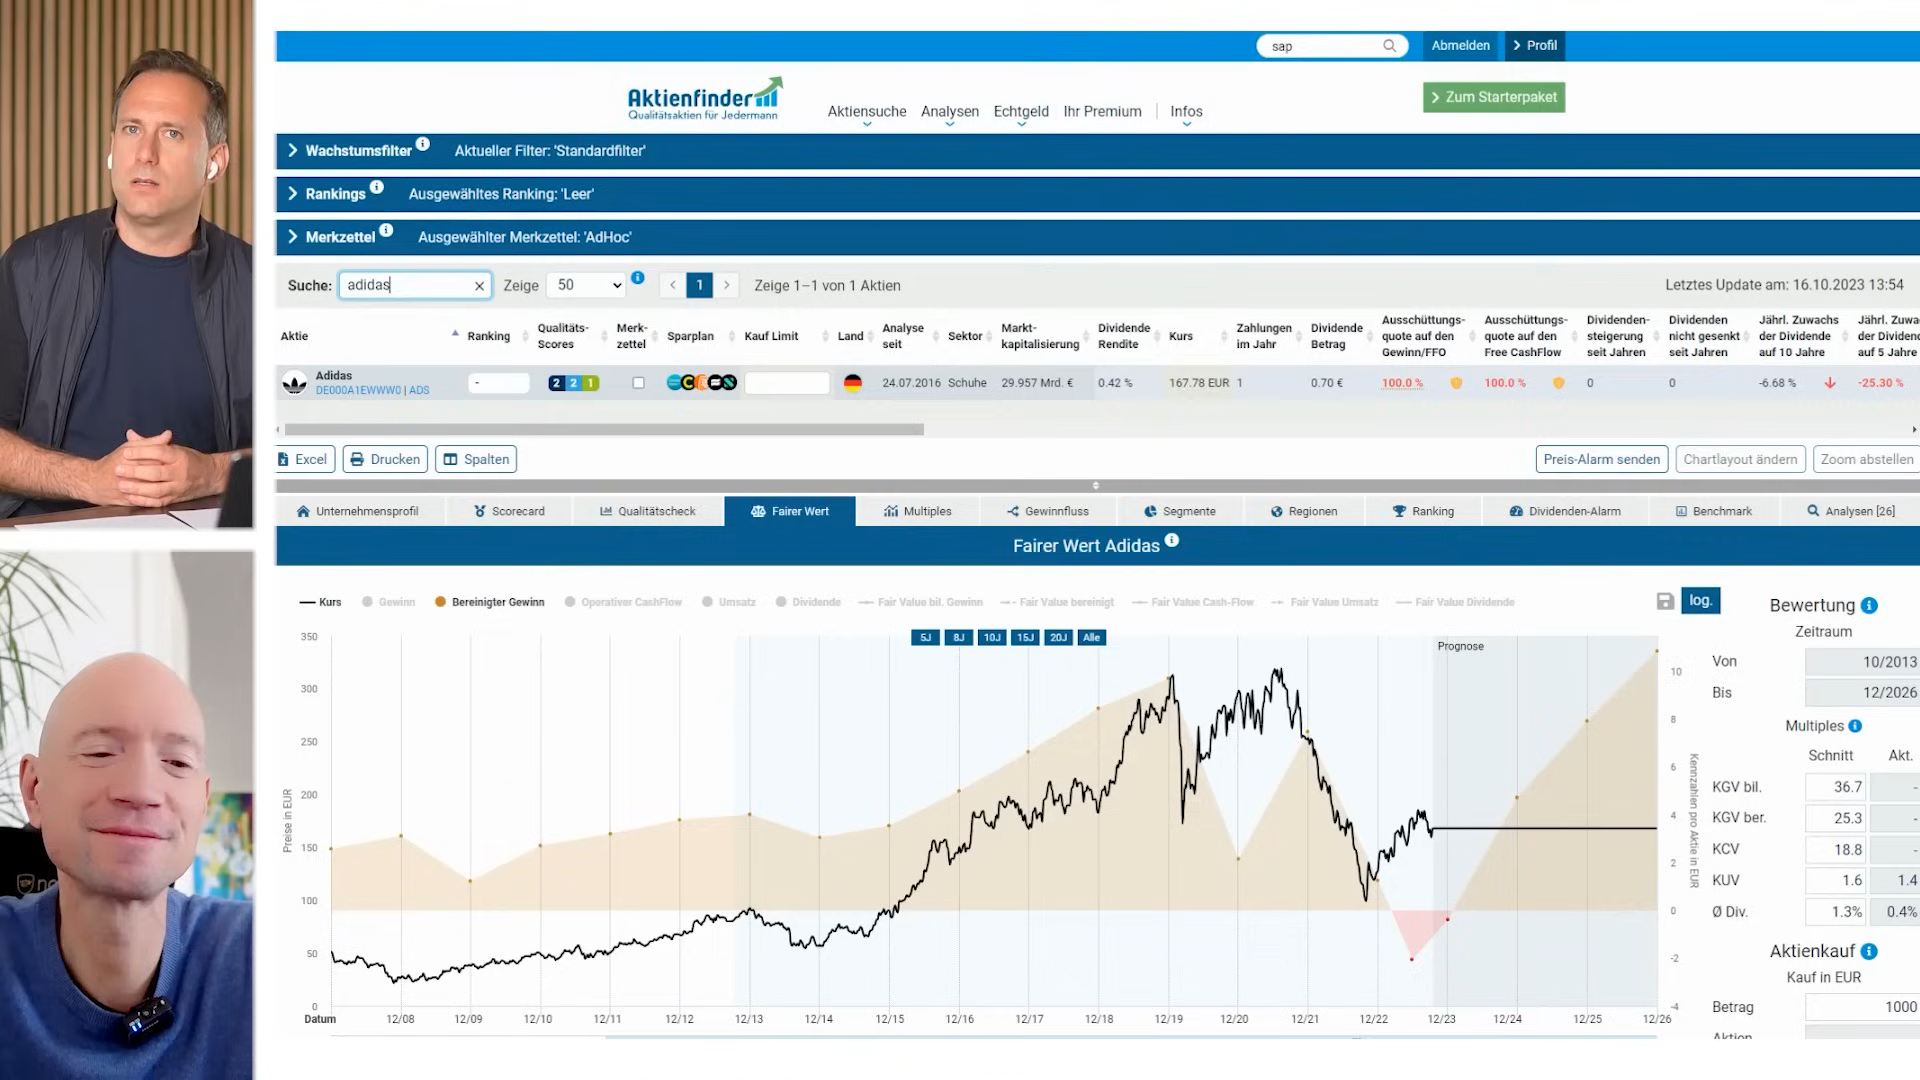 sap
Abmelden
Profil
Aktienfinder
Qualitätsaktien für Jedermann
Aktiensuche Analysen Echtgeld Ihr Premium Infos
Zum Starterpaket
Wachstumsfilter Aktueller Filter: 'Standardfilter'
Rankings Ausgewähltes Ranking: 'Leer'
Merkzettel Ausgewählter Merkzettel: 'AdHoc'
Suche: adidas Zeige 50 1 Zeige 1–1 von 1 Aktien Letztes Update am: 16.10.2023 13:54
Aktie
Ranking
Qualitäts-
Scores
Merk-
zettel
Sparplan
Kauf Limit
Land
Analyse
seit
Sektor
Markt-
kapitalisierung
Dividende
Rendite
Kurs
Zahlungen
im Jahr
Dividende
Betrag
Ausschüttungs-
quote auf den
Gewinn/FFO
Ausschüttungs-
quote auf den
Free CashFlow
Dividenden-
steigerung
seit Jahren
Dividenden
nicht gesenkt
seit Jahren
Jährl. Zuwachs
der Dividende
auf 10 Jahre
Jährl. Zuwa
der Dividen
auf 5 Jahre
Adidas
DE000A1EWWW0 | ADS
- 2 2 1 24.07.2016 Schuhe 29.957 Mrd. € 0.42 % 167.78 EUR 1 0.70 € 100.0 % 100.0 % 0 0 -6.68 % -25.30 %
Excel Drucken Spalten Preis-Alarm senden Chartlayout ändern Zoom abstellen
Unternehmensprofil Scorecard Qualitätscheck Fairer Wert Multiples Gewinnfluss Segmente Regionen Ranking Dividenden-Alarm Benchmark Analysen [26]
Fairer Wert Adidas
Kurs Gewinn Bereinigter Gewinn Operativer CashFlow Umsatz Dividende Fair Value bil. Gewinn Fair Value bereinigt Fair Value Cash-Flow Fair Value Umsatz Fair Value Dividende
log.
5J 8J 10J 15J 20J Alle
Prognose
Preise in EUR
350
300
250
200
150
100
50
0
Kennzahlen pro Aktie in EUR
10
8
6
4
2
0
-2
-4
Datum 12/08 12/09 12/10 12/11 12/12 12/13 12/14 12/15 12/16 12/17 12/18 12/19 12/20 12/21 12/22 12/23 12/24 12/25 12/26
Bewertung
Zeitraum
Von 10/2013
Bis 12/2026
Multiples
Schnitt Akt.
KGV bil. 36.7 -
KGV ber. 25.3 -
KCV 18.8 -
KUV 1.6 1.4
Ø Div. 1.3% 0.4%
Aktienkauf
Kauf in EUR
Betrag 1000
Aktien